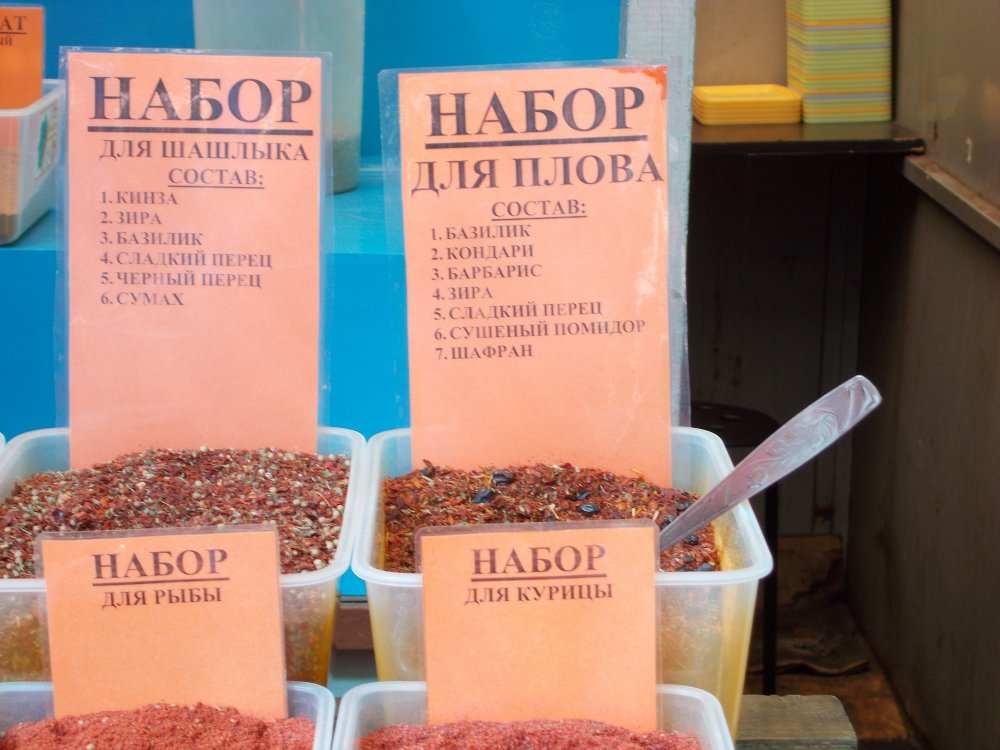 НАБОР
ДЛЯ ШАШЛЫКА
СОСТАВ:
1. КИНЗА
2. ЗИРА
3. БАЗИЛИК
4. СЛАДКИЙ ПЕРЕЦ
5. ЧЕРНЫЙ ПЕРЕЦ
6. СУМАХ
НАБОР
ДЛЯ ПЛОВА
СОСТАВ:
1. БАЗИЛИК
2. КОНДАРИ
3. БАРБАРИС
4. ЗИРА
5. СЛАДКИЙ ПЕРЕЦ
6. СУШЕНЫЙ ПОМИДОР
7. ШАФРАН
НАБОР
ДЛЯ РЫБЫ
НАБОР
ДЛЯ КУРИЦЫ